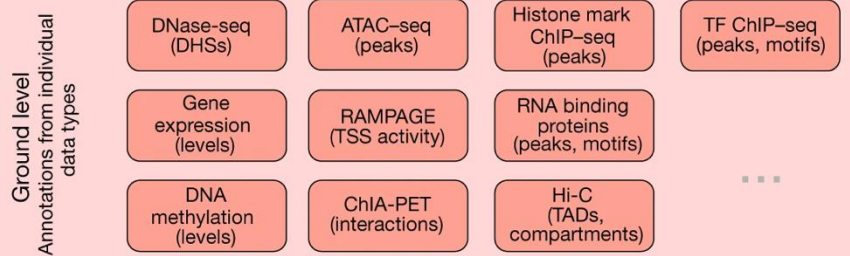 Ground level
Annotations from individual
data types
DNase-seq
(DHSs)
ATAC–seq
(peaks)
Histone mark
ChIP–seq
(peaks)
TF ChIP–seq
(peaks, motifs)
Gene
expression
(levels)
RAMPAGE
(TSS activity)
RNA binding
proteins
(peaks, motifs)
...
DNA
methylation
(levels)
ChIA-PET
(interactions)
Hi-C
(TADs,
compartments)